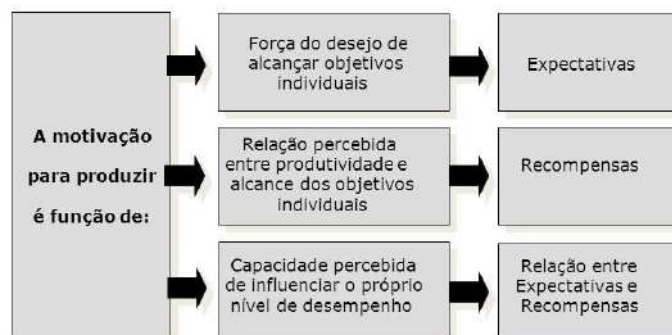 A motivação
para produzir
é função de:
Força do desejo de
alcançar objetivos
individuais
Expectativas
Relação percebida
entre produtividade e
alcance dos objetivos
individuais
Recompensas
Capacidade percebida
de influenciar o próprio
nível de desempenho
Relação entre
Expectativas e
Recompensas